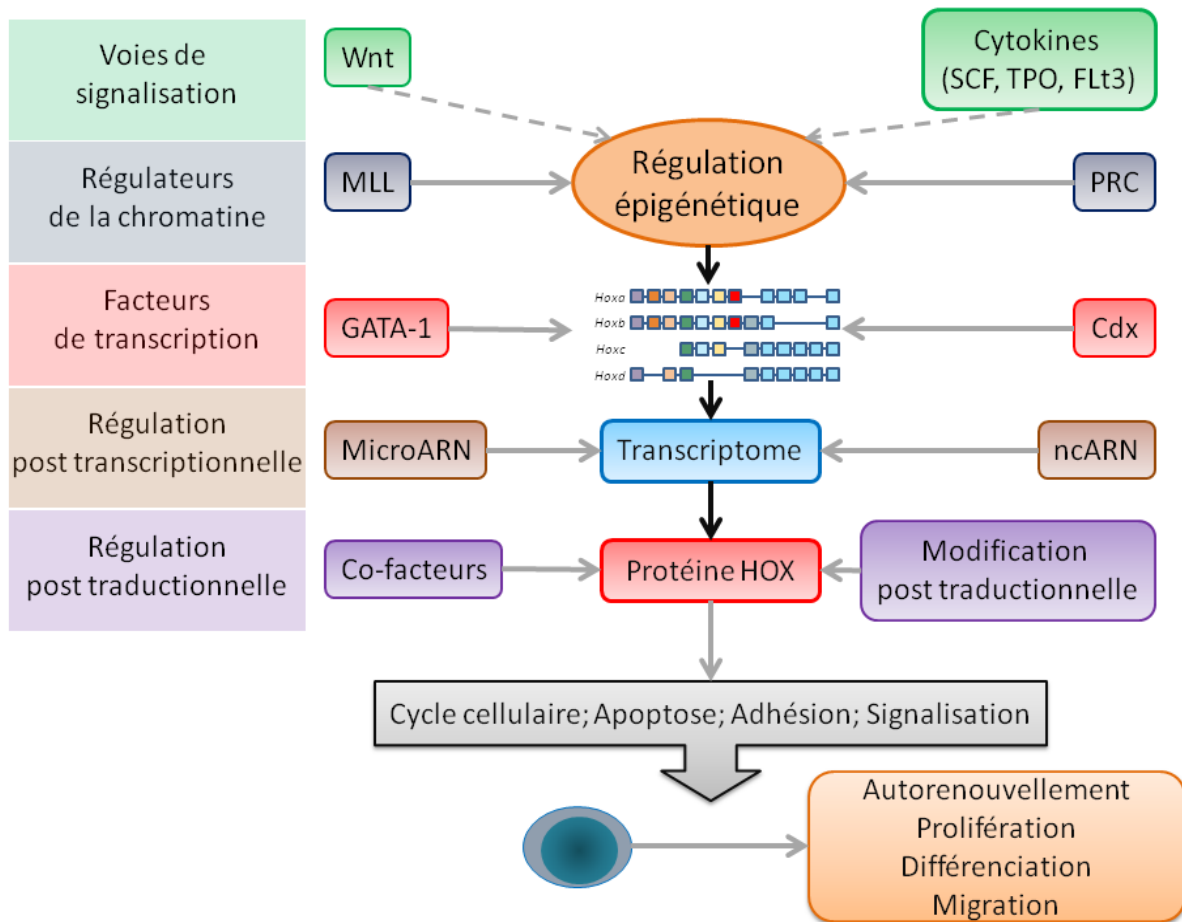 Voies de
signalisation
Wnt
Cytokines
(SCF, TPO, FLt3)
Régulateurs
de la chromatine
MLL
Régulation
épigénétique
PRC
Facteurs
de transcription
GATA-1
Hoxa
Hoxb
Hoxc
Hoxd
Cdx
Régulation
post transcriptionnelle
MicroARN
Transcriptome
ncARN
Régulation
post traductionnelle
Co-facteurs
Protéine HOX
Modification
post traductionnelle
Cycle cellulaire; Apoptose; Adhésion; Signalisation
Autorenouvellement
Prolifération
Différenciation
Migration